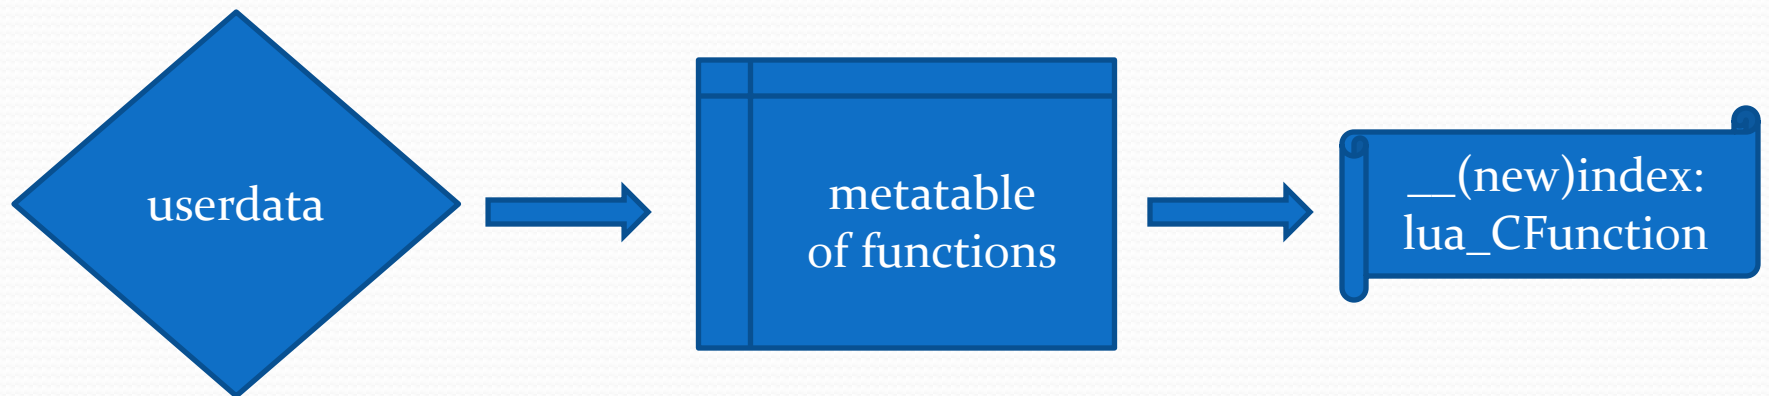 userdata
metatable
of functions
__(new)index:
lua_CFunction